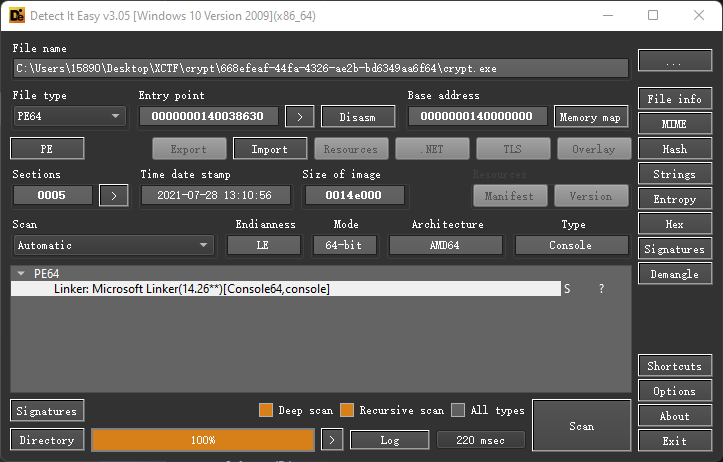 Detect It Easy v3.05 [Windows 10 Version 2009](x86_64)
File name
C:\Users\15890\Desktop\XCTF\crypt\668efeaf-44fa-4326-ae2b-bd6349aa6f64\crypt.exe
...
File type Entry point Base address
PE64 0000000140038630 > Disasm 0000000140000000 Memory map
File info
MIME
PE Export Import Resources .NET TLS Overlay
Hash
Sections Time date stamp Size of image Resources
Strings
0005 > 2021-07-28 13:10:56 0014e000 Manifest Version
Entropy
Scan Endianness Mode Architecture Type
Hex
Automatic LE 64-bit AMD64 Console
Signatures
PE64
Demangle
Linker: Microsoft Linker(14.26**)[Console64,console] S ?
Shortcuts
Options
Signatures Deep scan Recursive scan All types
Scan
About
Directory 100% > Log 220 msec
Exit